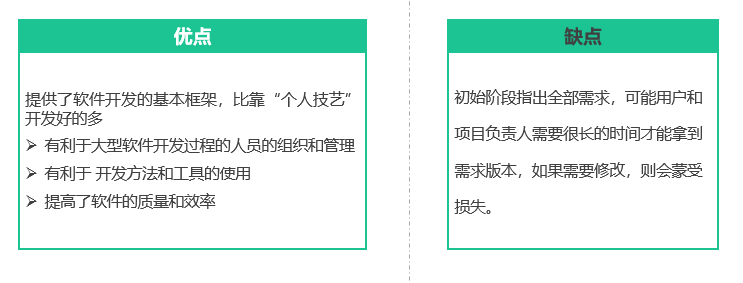 优点
提供了软件开发的基本框架，比靠“个人技艺”
开发好的多
➢ 有利于大型软件开发过程的人员的组织和管理
➢ 有利于 开发方法和工具的使用
➢ 提高了软件的质量和效率
缺点
初始阶段指出全部需求，可能用户和
项目负责人需要很长的时间才能拿到
需求版本，如果需要修改，则会蒙受
损失。